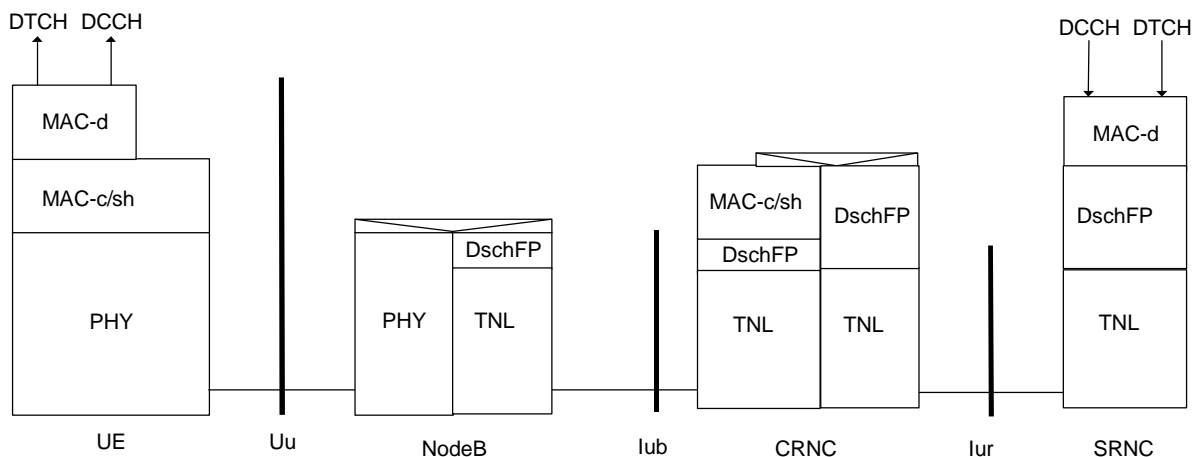 DTCH DCCH
DCCH DTCH
MAC-d
MAC-d
MAC-c/sh
MAC-c/sh
DschFP
DschFP
DschFP
DschFP
PHY
PHY
TNL
TNL
TNL
TNL
UE
Uu
NodeB
Iub
CRNC
Iur
SRNC